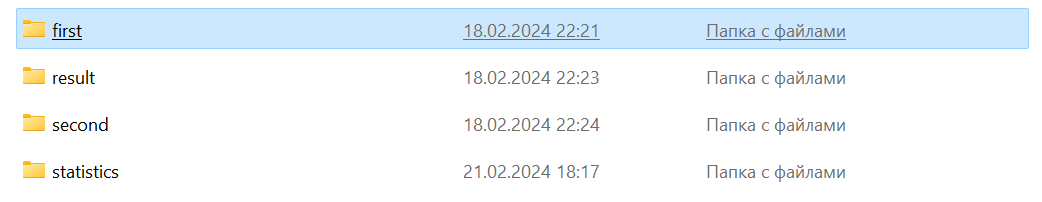 first 18.02.2024 22:21 Папка с файлами
result 18.02.2024 22:23 Папка с файлами
second 18.02.2024 22:24 Папка с файлами
statistics 21.02.2024 18:17 Папка с файлами